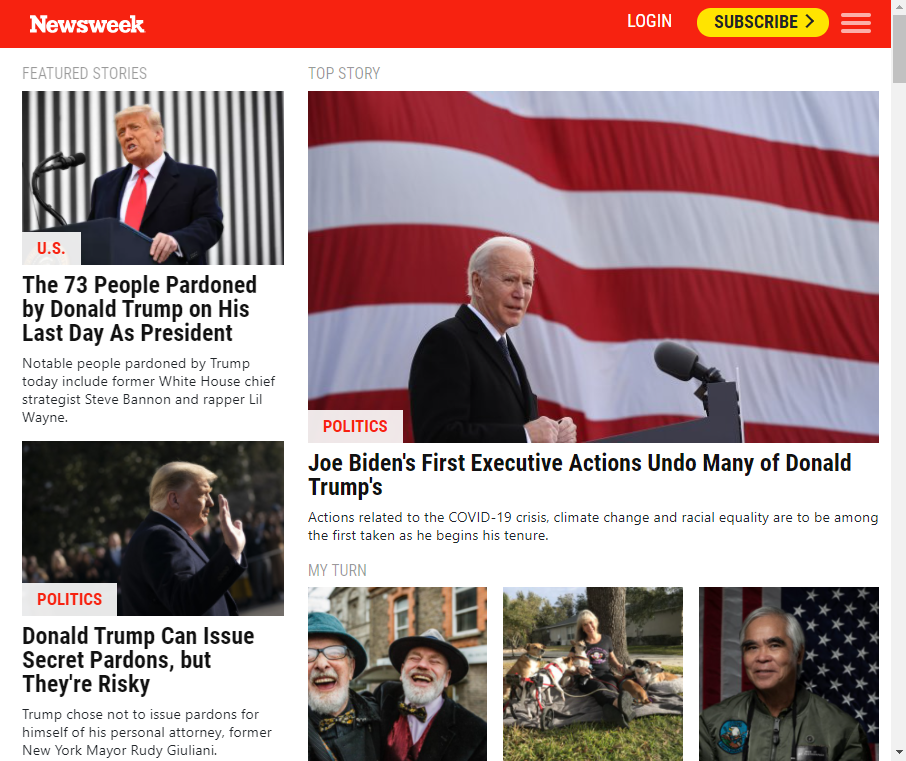 Newsweek
LOGIN
SUBSCRIBE
FEATURED STORIES
U.S.
The 73 People Pardoned
by Donald Trump on His
Last Day As President
Notable people pardoned by Trump
today include former White House chief
strategist Steve Bannon and rapper Lil
Wayne.
POLITICS
Donald Trump Can Issue
Secret Pardons, but
They're Risky
Trump chose not to issue pardons for
himself of his personal attorney, former
New York Mayor Rudy Giuliani.
TOP STORY
POLITICS
Joe Biden's First Executive Actions Undo Many of Donald
Trump's
Actions related to the COVID-19 crisis, climate change and racial equality are to be among
the first taken as he begins his tenure.
MY TURN